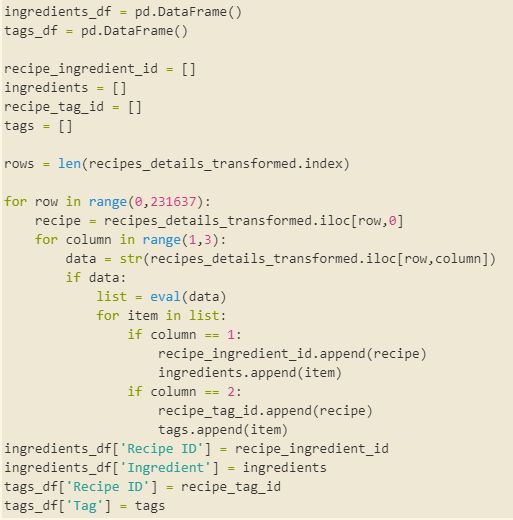 ingredients_df = pd.DataFrame()
tags_df = pd.DataFrame()

recipe_ingredient_id = []
ingredients = []
recipe_tag_id = []
tags = []

rows = len(recipes_details_transformed.index)

for row in range(0,231637):
    recipe = recipes_details_transformed.iloc[row,0]
    for column in range(1,3):
        data = str(recipes_details_transformed.iloc[row,column])
        if data:
            list = eval(data)
            for item in list:
                if column == 1:
                    recipe_ingredient_id.append(recipe)
                    ingredients.append(item)
                if column == 2:
                    recipe_tag_id.append(recipe)
                    tags.append(item)
ingredients_df['Recipe ID'] = recipe_ingredient_id
ingredients_df['Ingredient'] = ingredients
tags_df['Recipe ID'] = recipe_tag_id
tags_df['Tag'] = tags